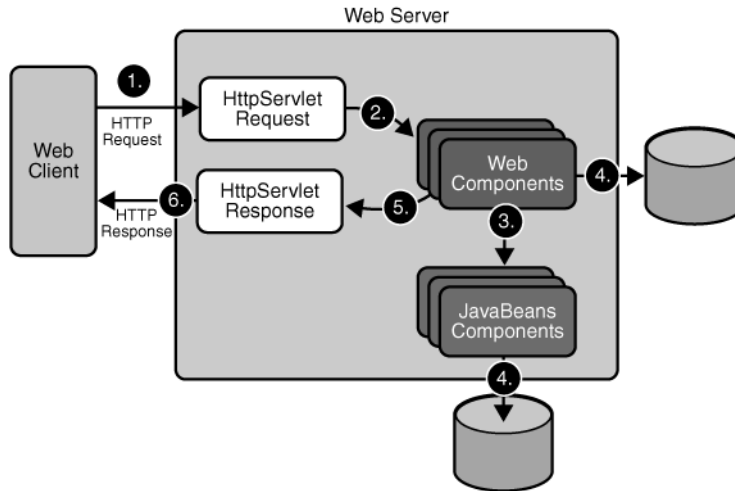 Web Server
1.
HttpServlet
Request
2.
HTTP
Request
Web
Client
Web
Components
4.
HttpServlet
Response
6.
5.
HTTP
Response
3.
JavaBeans
Components
4.